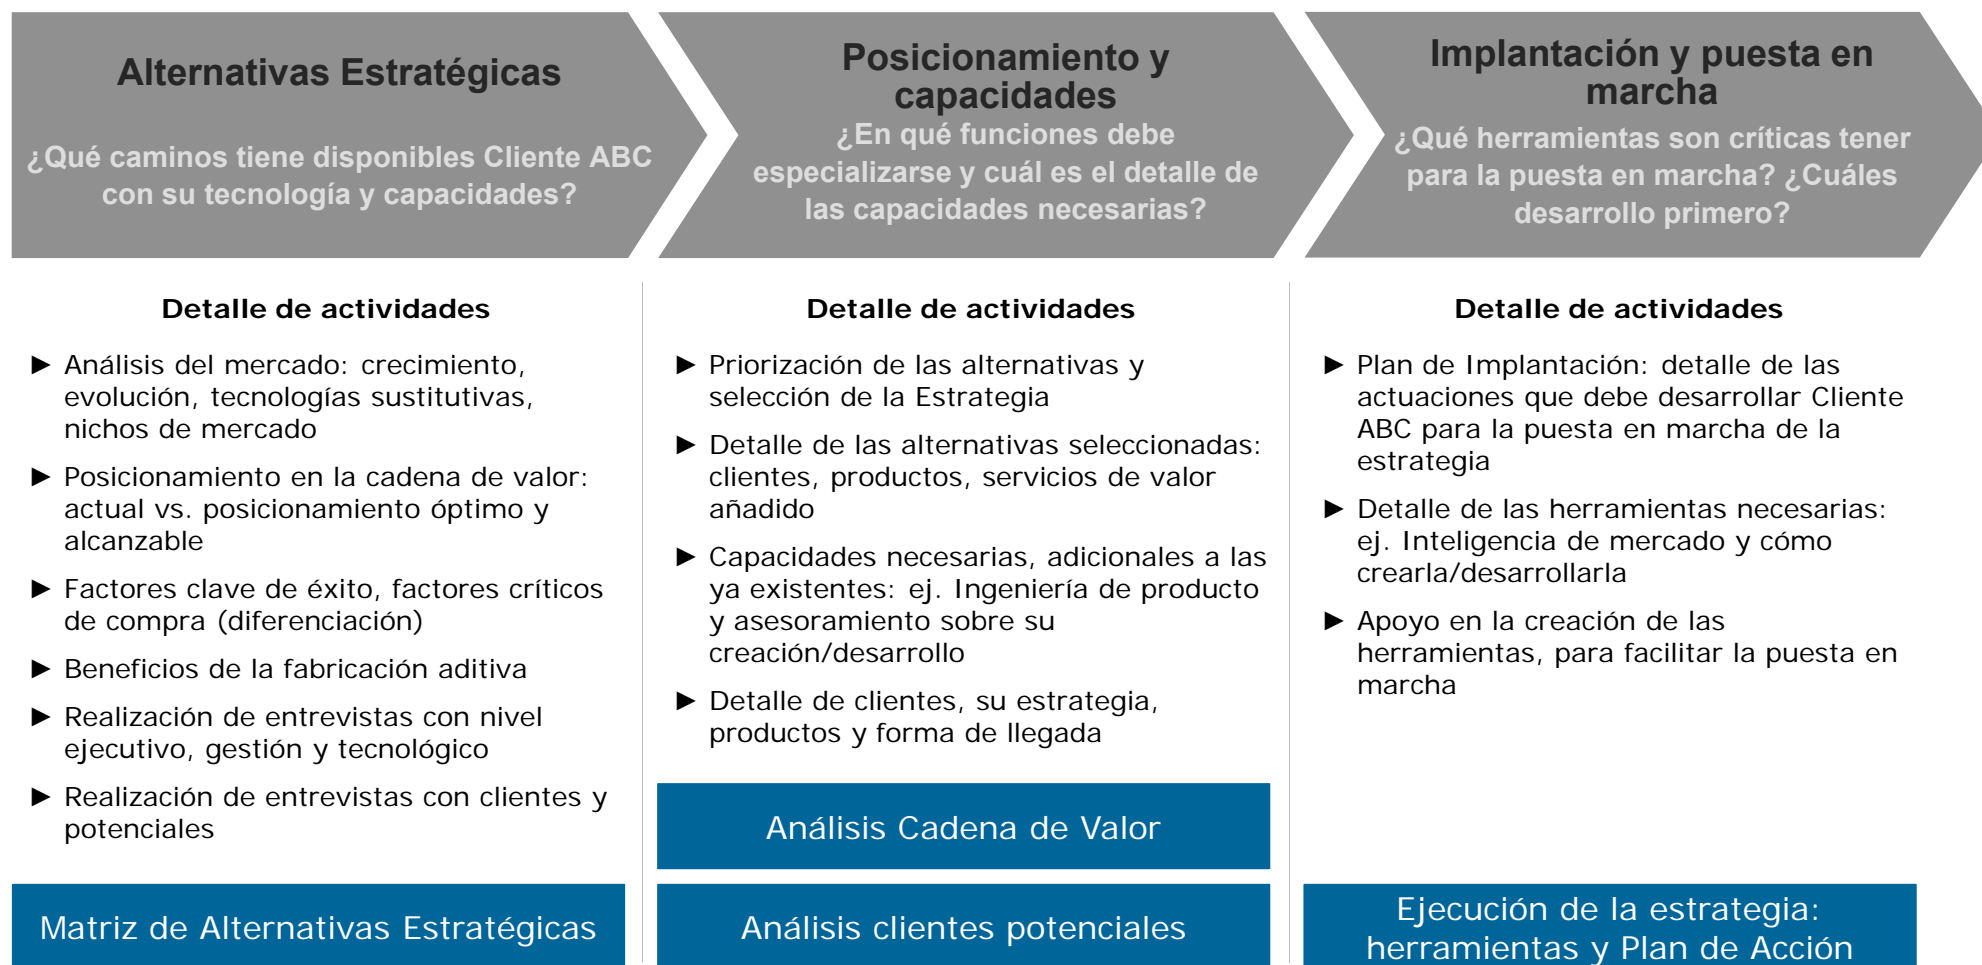 Alternativas Estratégicas
¿Qué caminos tiene disponibles Cliente ABC
con su tecnología y capacidades?
Posicionamiento y
capacidades
¿En qué funciones debe
especializarse y cuál es el detalle de
las capacidades necesarias?
Implantación y puesta en
marcha
¿Qué herramientas son críticas tener
para la puesta en marcha? ¿Cuáles
desarrollo primero?
Detalle de actividades
► Análisis del mercado: crecimiento,
evolución, tecnologías sustitutivas,
nichos de mercado
► Posicionamiento en la cadena de valor:
actual vs. posicionamiento óptimo y
alcanzable
► Factores clave de éxito, factores críticos
de compra (diferenciación)
► Beneficios de la fabricación aditiva
► Realización de entrevistas con nivel
ejecutivo, gestión y tecnológico
► Realización de entrevistas con clientes y
potenciales
Matriz de Alternativas Estratégicas
Detalle de actividades
► Priorización de las alternativas y
selección de la Estrategia
► Detalle de las alternativas seleccionadas:
clientes, productos, servicios de valor
añadido
► Capacidades necesarias, adicionales a las
ya existentes: ej. Ingeniería de producto
y asesoramiento sobre su
creación/desarrollo
► Detalle de clientes, su estrategia,
productos y forma de llegada
Análisis Cadena de Valor
Análisis clientes potenciales
Detalle de actividades
► Plan de Implantación: detalle de las
actuaciones que debe desarrollar Cliente
ABC para la puesta en marcha de la
estrategia
► Detalle de las herramientas necesarias:
ej. Inteligencia de mercado y cómo
crearla/desarrollarla
► Apoyo en la creación de las
herramientas, para facilitar la puesta en
marcha
Ejecución de la estrategia:
herramientas y Plan de Acción